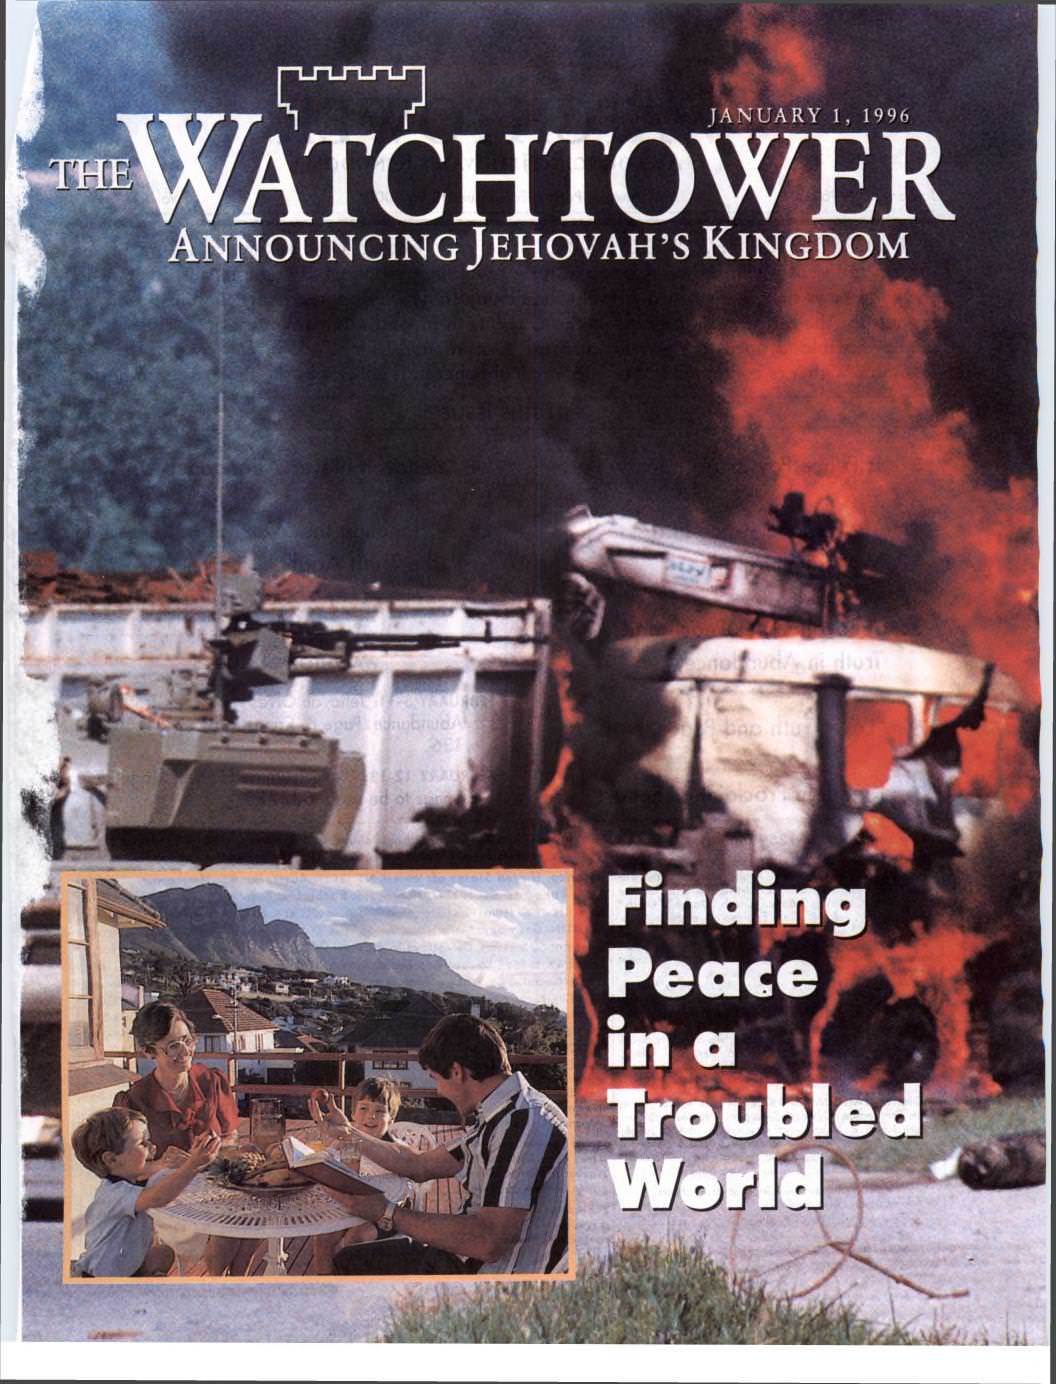 JANUARY 1, 1996
THE WATCHTOWER
ANNOUNCING JEHOVAH'S KINGDOM
Finding
Peace
in a
Troubled
World